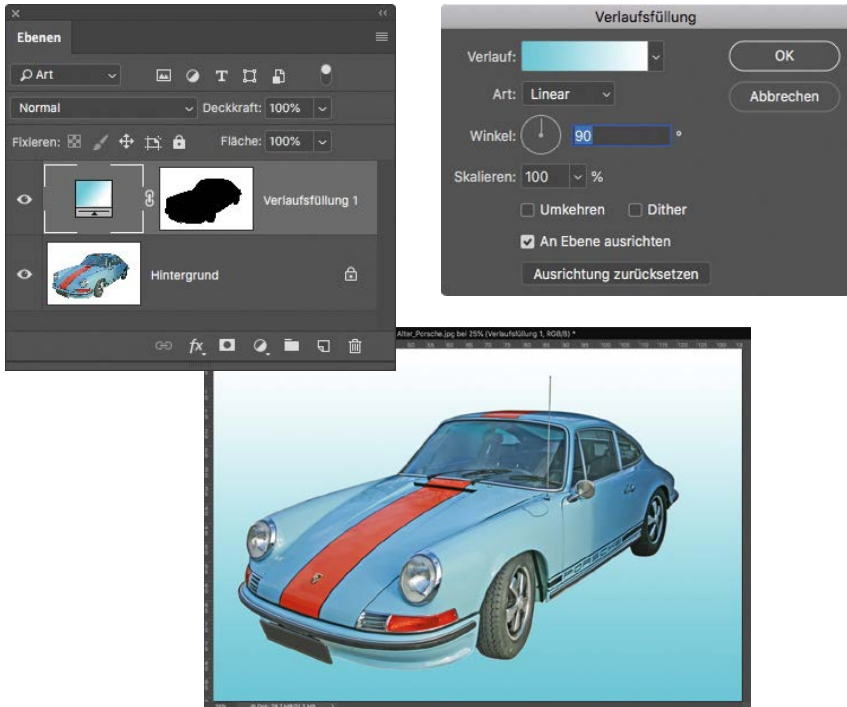 Ebenen
Art
Normal Deckkraft: 100%
Fixieren: Fläche: 100%
Verlaufsfüllung 1
Hintergrund
Verlaufsfüllung
Verlauf: OK
Art: Linear Abbrechen
Winkel: 90 °
Skalieren: 100 %
Umkehren Dither
An Ebene ausrichten
Ausrichtung zurücksetzen
Alter_Porsche.jpg bei 25% (Verlaufsfüllung 1, RGB/8) *
PORSCHE